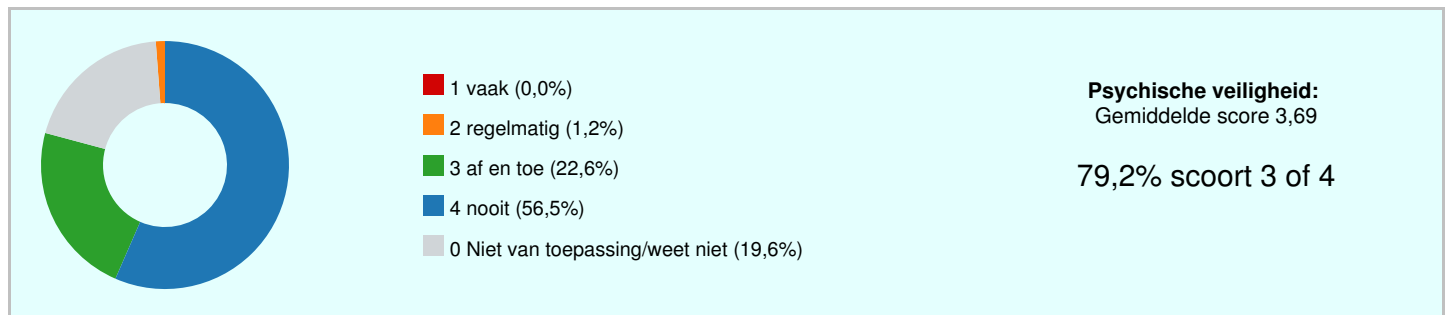 1 vaak (0,0%)
2 regelmatig (1,2%)
3 af en toe (22,6%)
4 nooit (56,5%)
0 Niet van toepassing/weet niet (19,6%)
Psychische veiligheid:
Gemiddelde score 3,69
79,2% scoort 3 of 4